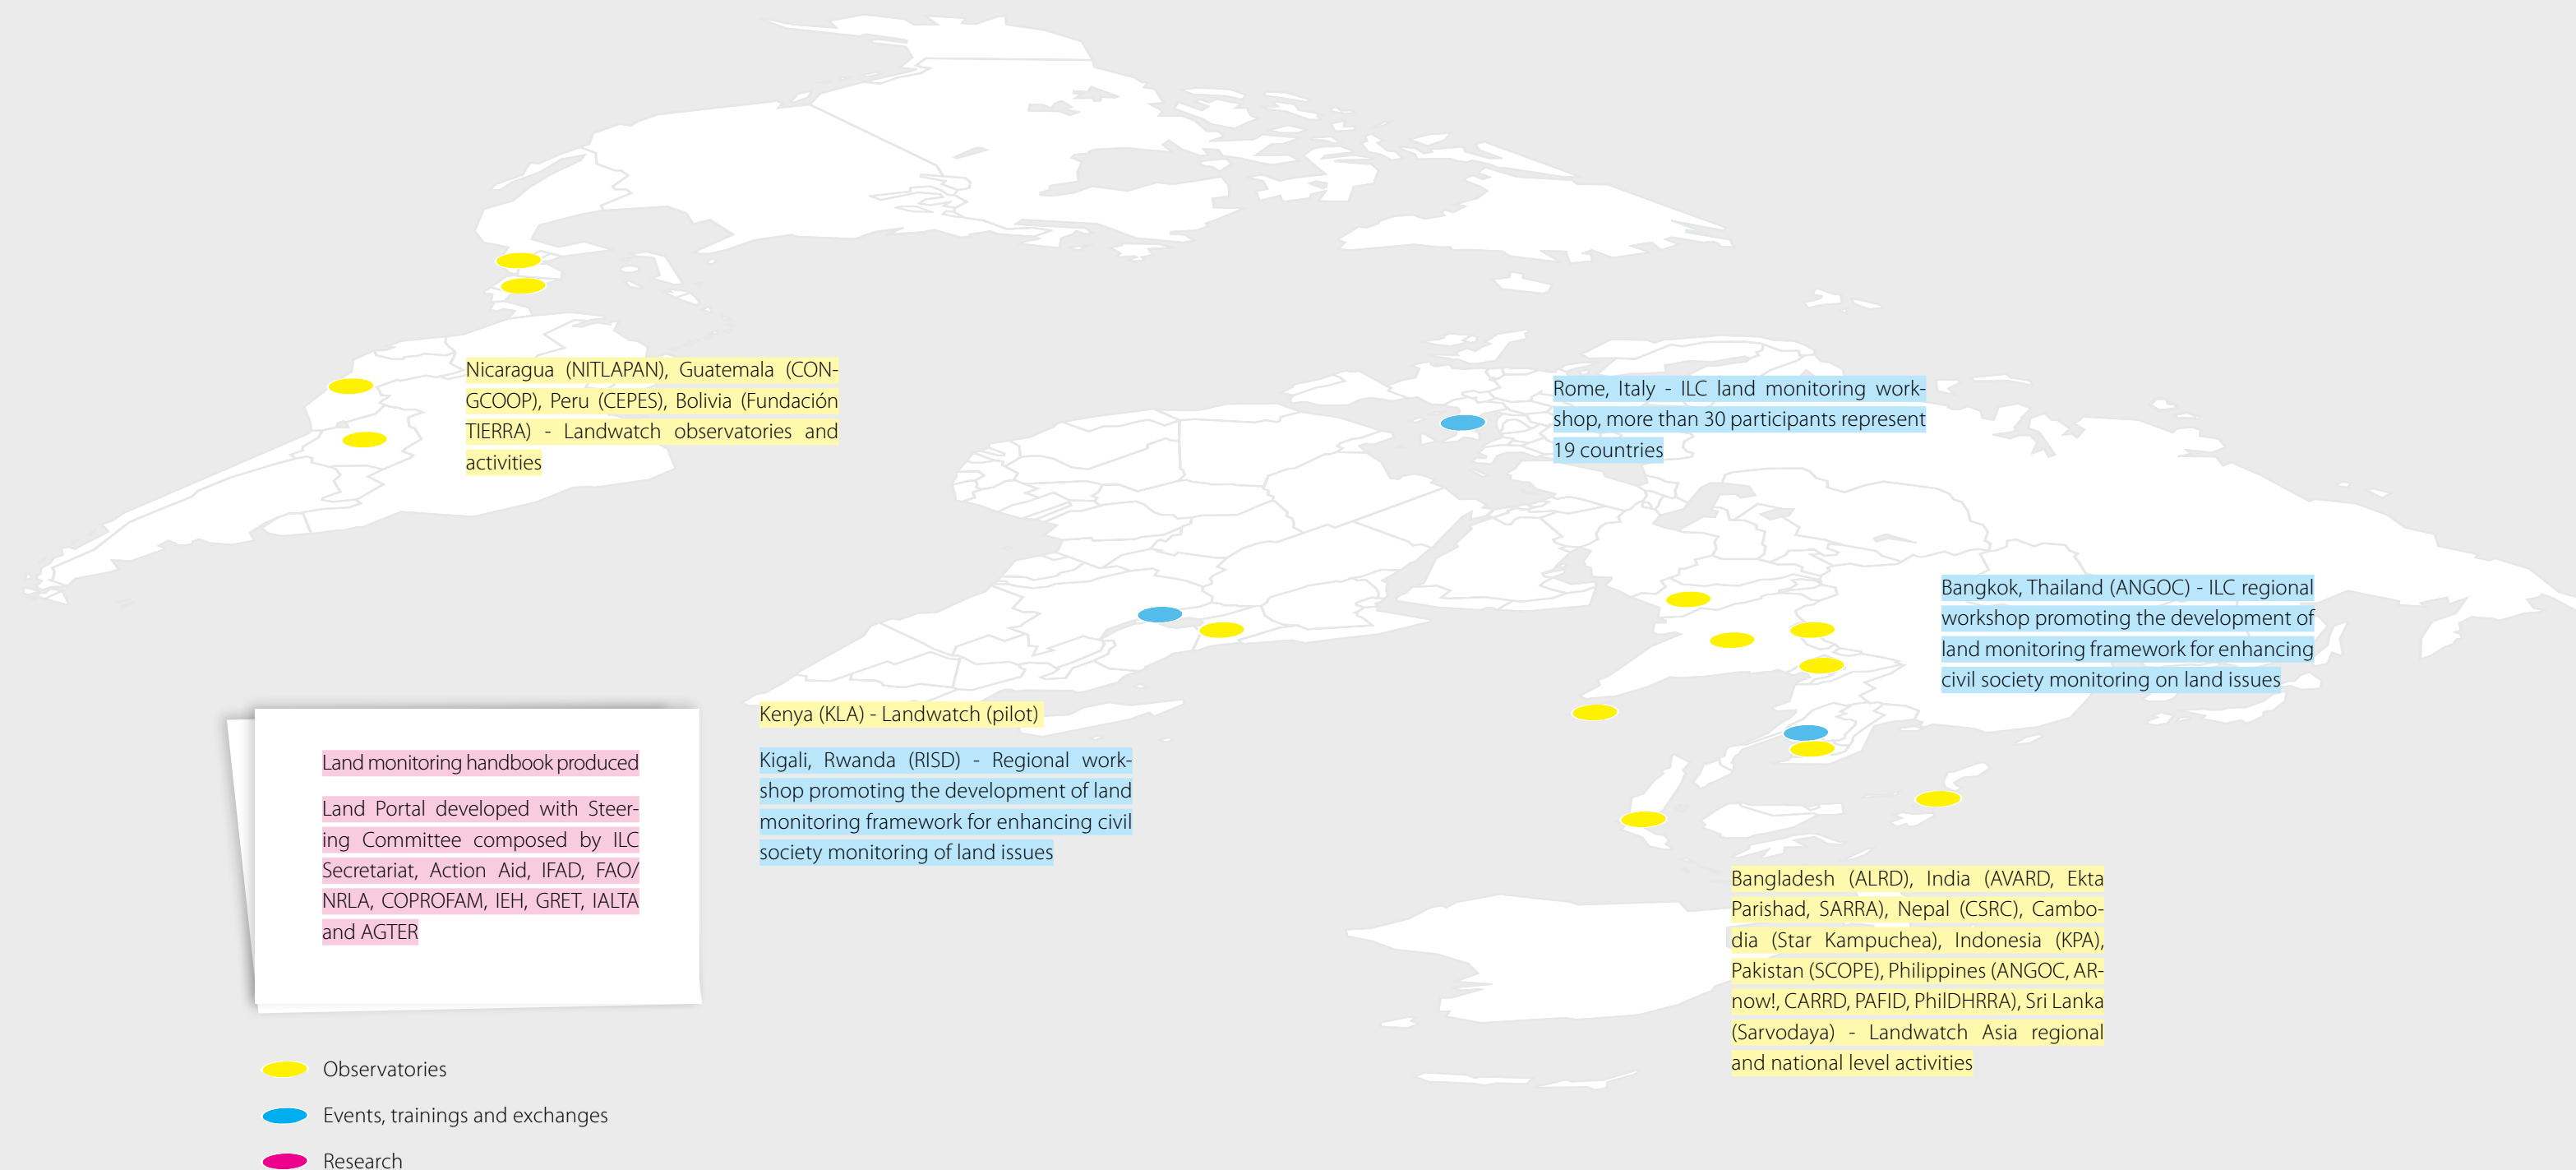 Nicaragua (NITLAPAN), Guatemala (CON-
GCOOP), Peru (CEPES), Bolivia (Fundación
TIERRA) - Landwatch observatories and
activities
Rome, Italy - ILC land monitoring work-
shop, more than 30 participants represent
19 countries
Bangkok, Thailand (ANGOC) - ILC regional
workshop promoting the development of
land monitoring framework for enhancing
civil society monitoring on land issues
Kenya (KLA) - Landwatch (pilot)
Kigali, Rwanda (RISD) - Regional work-
shop promoting the development of land
monitoring framework for enhancing civil
society monitoring of land issues
Land monitoring handbook produced
Land Portal developed with Steer-
ing Committee composed by ILC
Secretariat, Action Aid, IFAD, FAO/
NRLA, COPROFAM, IEH, GRET, IALTA
and AGTER
Bangladesh (ALRD), India (AVARD, Ekta
Parishad, SARRA), Nepal (CSRC), Cambo-
dia (Star Kampuchea), Indonesia (KPA),
Pakistan (SCOPE), Philippines (ANGOC, AR-
now!, CARRD, PAFID, PhilDHRRA), Sri Lanka
(Sarvodaya) - Landwatch Asia regional
and national level activities
Observatories
Events, trainings and exchanges
Research